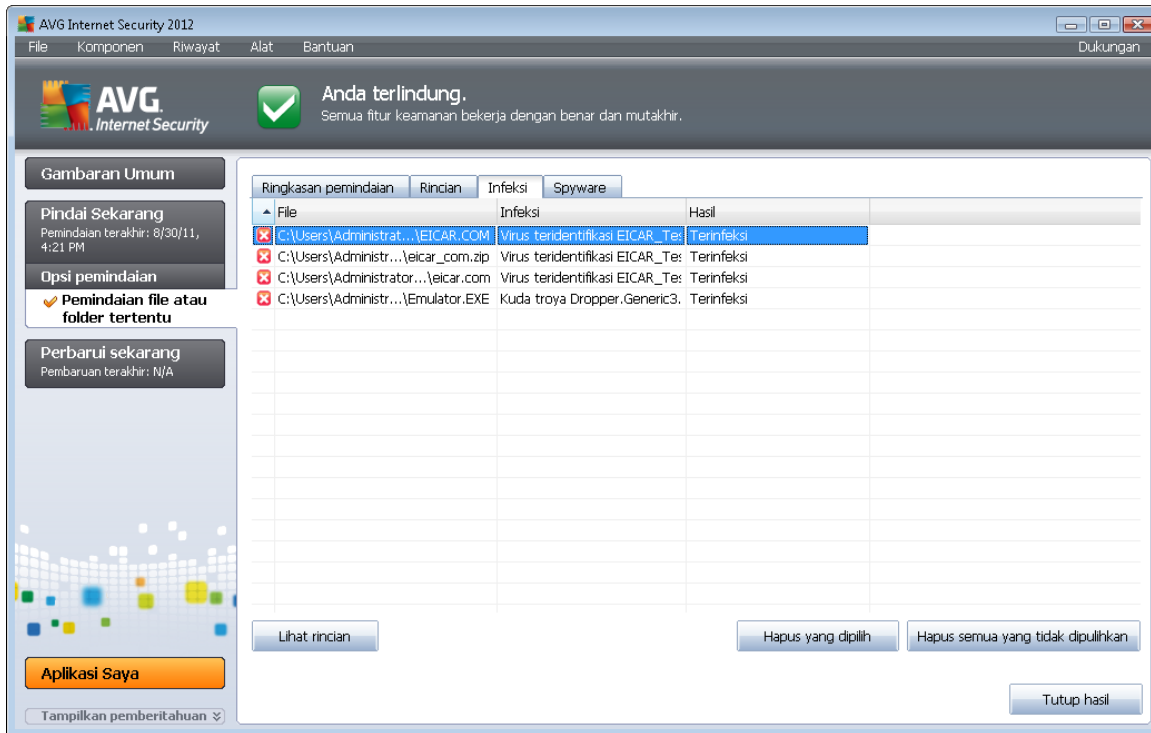 AVG Internet Security 2012
File Komponen Riwayat Alat Bantuan Dukungan
AVG.
Internet Security
Anda terlindung.
Semua fitur keamanan bekerja dengan benar dan mutakhir.
Gambaran Umum
Pindai Sekarang
Pemindaian terakhir: 8/30/11,
4:21 PM
Opsi pemindaian
Pemindaian file atau
folder tertentu
Perbarui sekarang
Pembaruan terakhir: N/A
Aplikasi Saya
Tampilkan pemberitahuan
Ringkasan pemindaian Rincian Infeksi Spyware
File Infeksi Hasil
C:\Users\Administrat...\EICAR.COM Virus teridentifikasi EICAR_Tes Terinfeksi
C:\Users\Administr...\eicar_com.zip Virus teridentifikasi EICAR_Tes Terinfeksi
C:\Users\Administrator...\eicar.com Virus teridentifikasi EICAR_Tes Terinfeksi
C:\Users\Administr...\Emulator.EXE Kuda troya Dropper.Generic3. Terinfeksi
Lihat rincian Hapus yang dipilih Hapus semua yang tidak dipulihkan
Tutup hasil